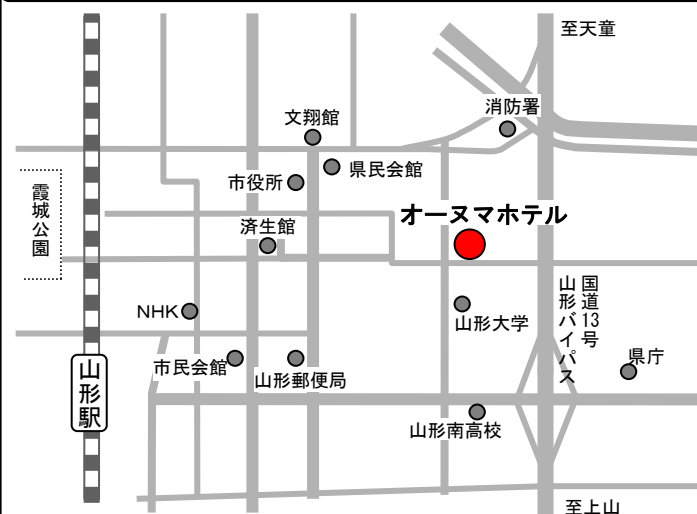 至天童
消防署
文翔館
県民会館
市役所
霞城公園
オーヌマホテル
済生館
国道13号
山形バイパス
NHK
山形大学
県庁
市民会館
山形郵便局
山形駅
山形南高校
至上山